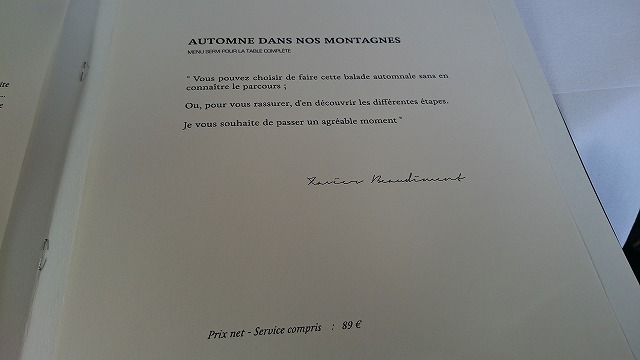 AUTOMNE DANS NOS MONTAGNES
MENU SERVI POUR LA TABLE COMPLÈTE
" Vous pouvez choisir de faire cette balade automnale sans en
connaître le parcours ;
Ou, pour vous rassurer, d'en découvrir les différentes étapes.
Je vous souhaite de passer un agréable moment "
Xavier Beaudiment
Prix net - Service compris : 89 €